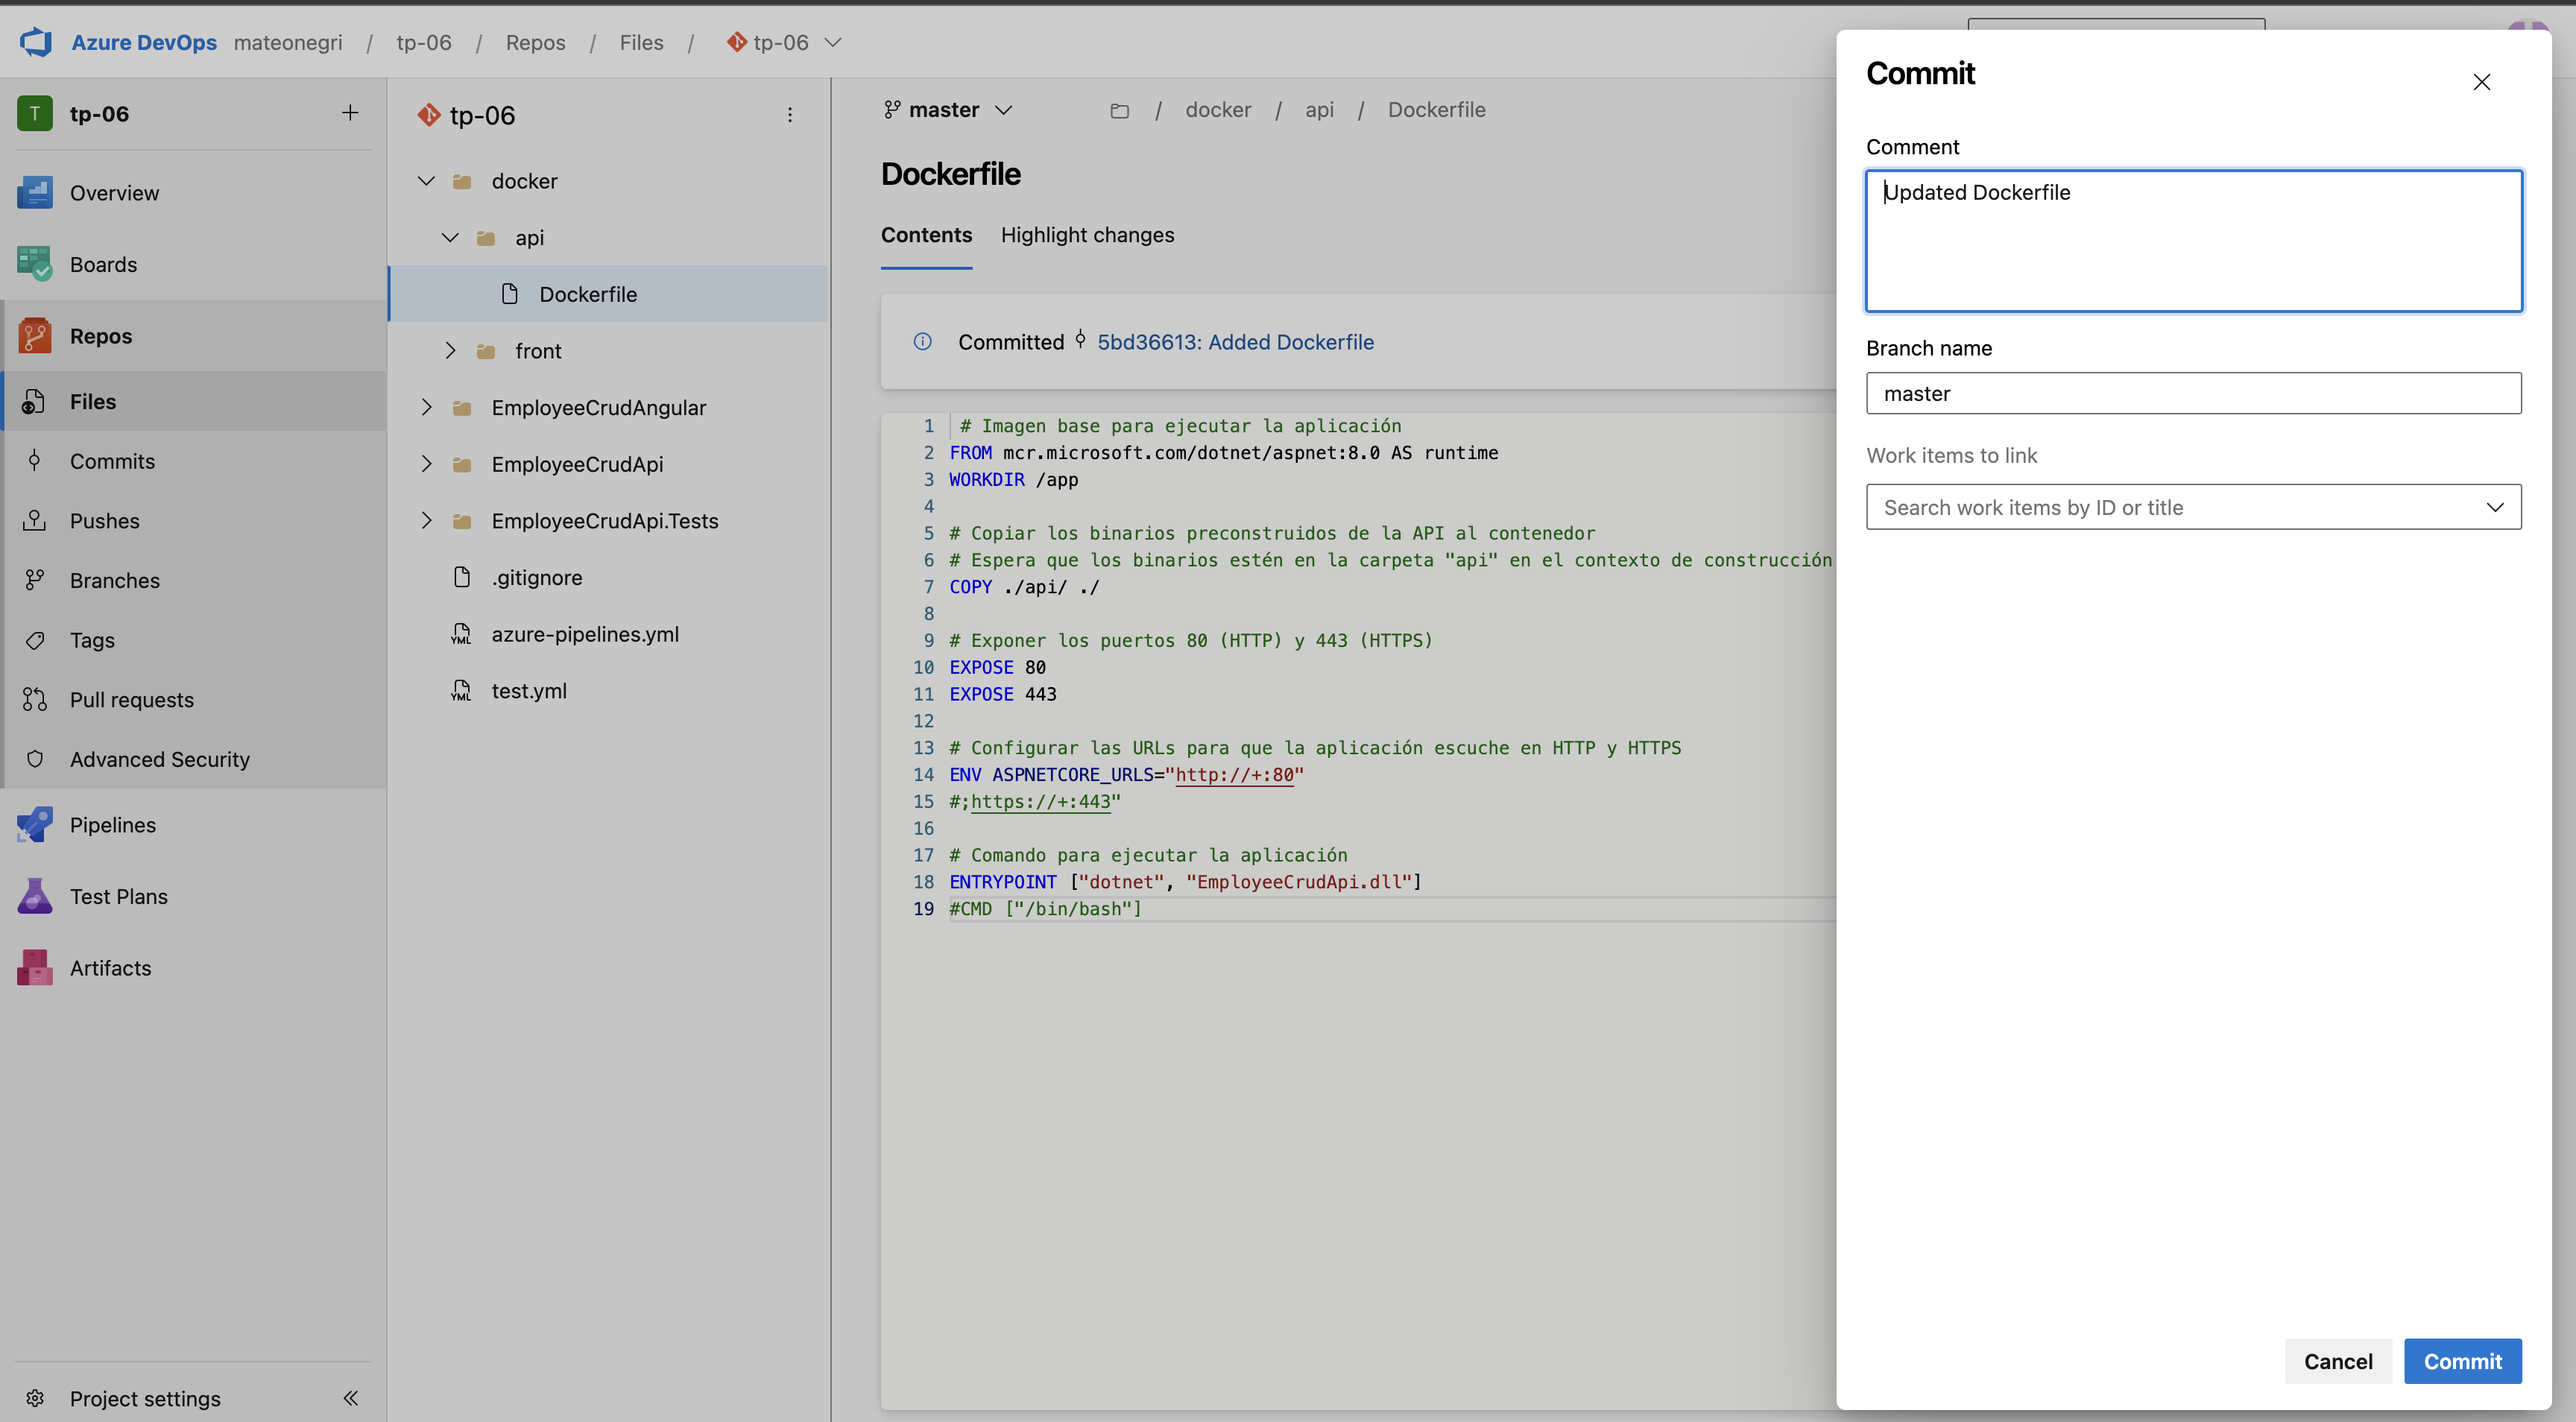 Azure DevOps mateonegri / tp-06 / Repos / Files / tp-06
T tp-06
Overview
Boards
Repos
Files
Commits
Pushes
Branches
Tags
Pull requests
Advanced Security
Pipelines
Test Plans
Artifacts
Project settings
tp-06
docker
api
Dockerfile
front
EmployeeCrudAngular
EmployeeCrudApi
EmployeeCrudApi.Tests
.gitignore
YML azure-pipelines.yml
YML test.yml
master / docker / api / Dockerfile
Dockerfile
Contents Highlight changes
Committed 5bd36613: Added Dockerfile
1 # Imagen base para ejecutar la aplicación
2 FROM mcr.microsoft.com/dotnet/aspnet:8.0 AS runtime
3 WORKDIR /app
4
5 # Copiar los binarios preconstruidos de la API al contenedor
6 # Espera que los binarios estén en la carpeta "api" en el contexto de construcción
7 COPY ./api/ ./
8
9 # Exponer los puertos 80 (HTTP) y 443 (HTTPS)
10 EXPOSE 80
11 EXPOSE 443
12
13 # Configurar las URLs para que la aplicación escuche en HTTP y HTTPS
14 ENV ASPNETCORE_URLS="http://+:80"
15 #;https://+:443"
16
17 # Comando para ejecutar la aplicación
18 ENTRYPOINT ["dotnet", "EmployeeCrudApi.dll"]
19 #CMD ["/bin/bash"]
Commit
Comment
Updated Dockerfile
Branch name
master
Work items to link
Search work items by ID or title
Cancel Commit